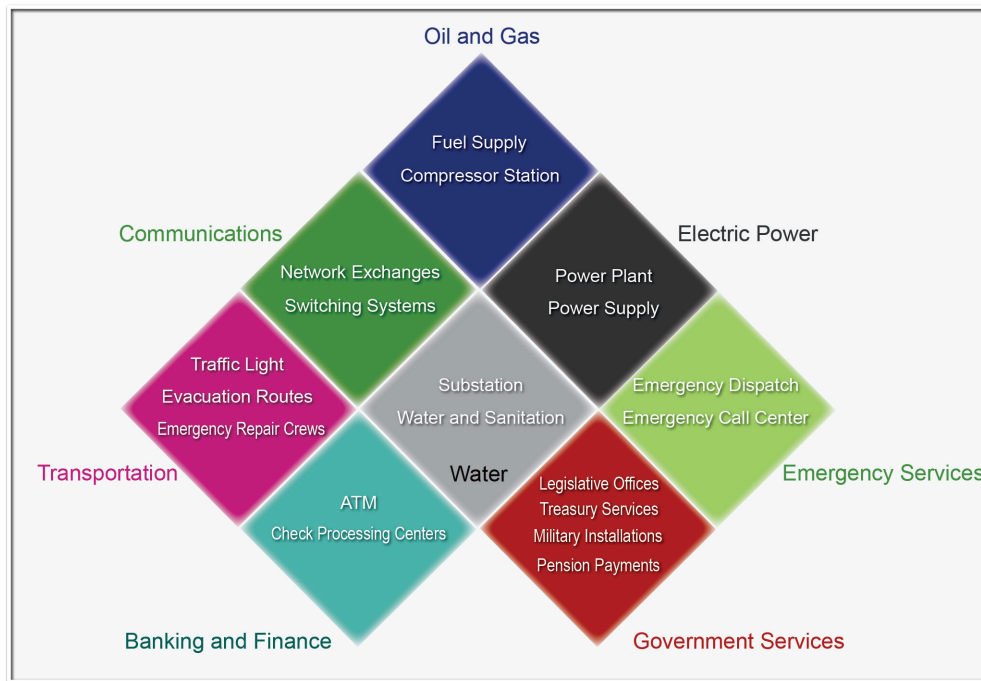 Oil and Gas
Fuel Supply
Compressor Station
Communications
Network Exchanges
Switching Systems
Electric Power
Power Plant
Power Supply
Traffic Light
Evacuation Routes
Emergency Repair Crews
Transportation
Substation
Water and Sanitation
Water
Emergency Dispatch
Emergency Call Center
Emergency Services
ATM
Check Processing Centers
Banking and Finance
Legislative Offices
Treasury Services
Military Installations
Pension Payments
Government Services